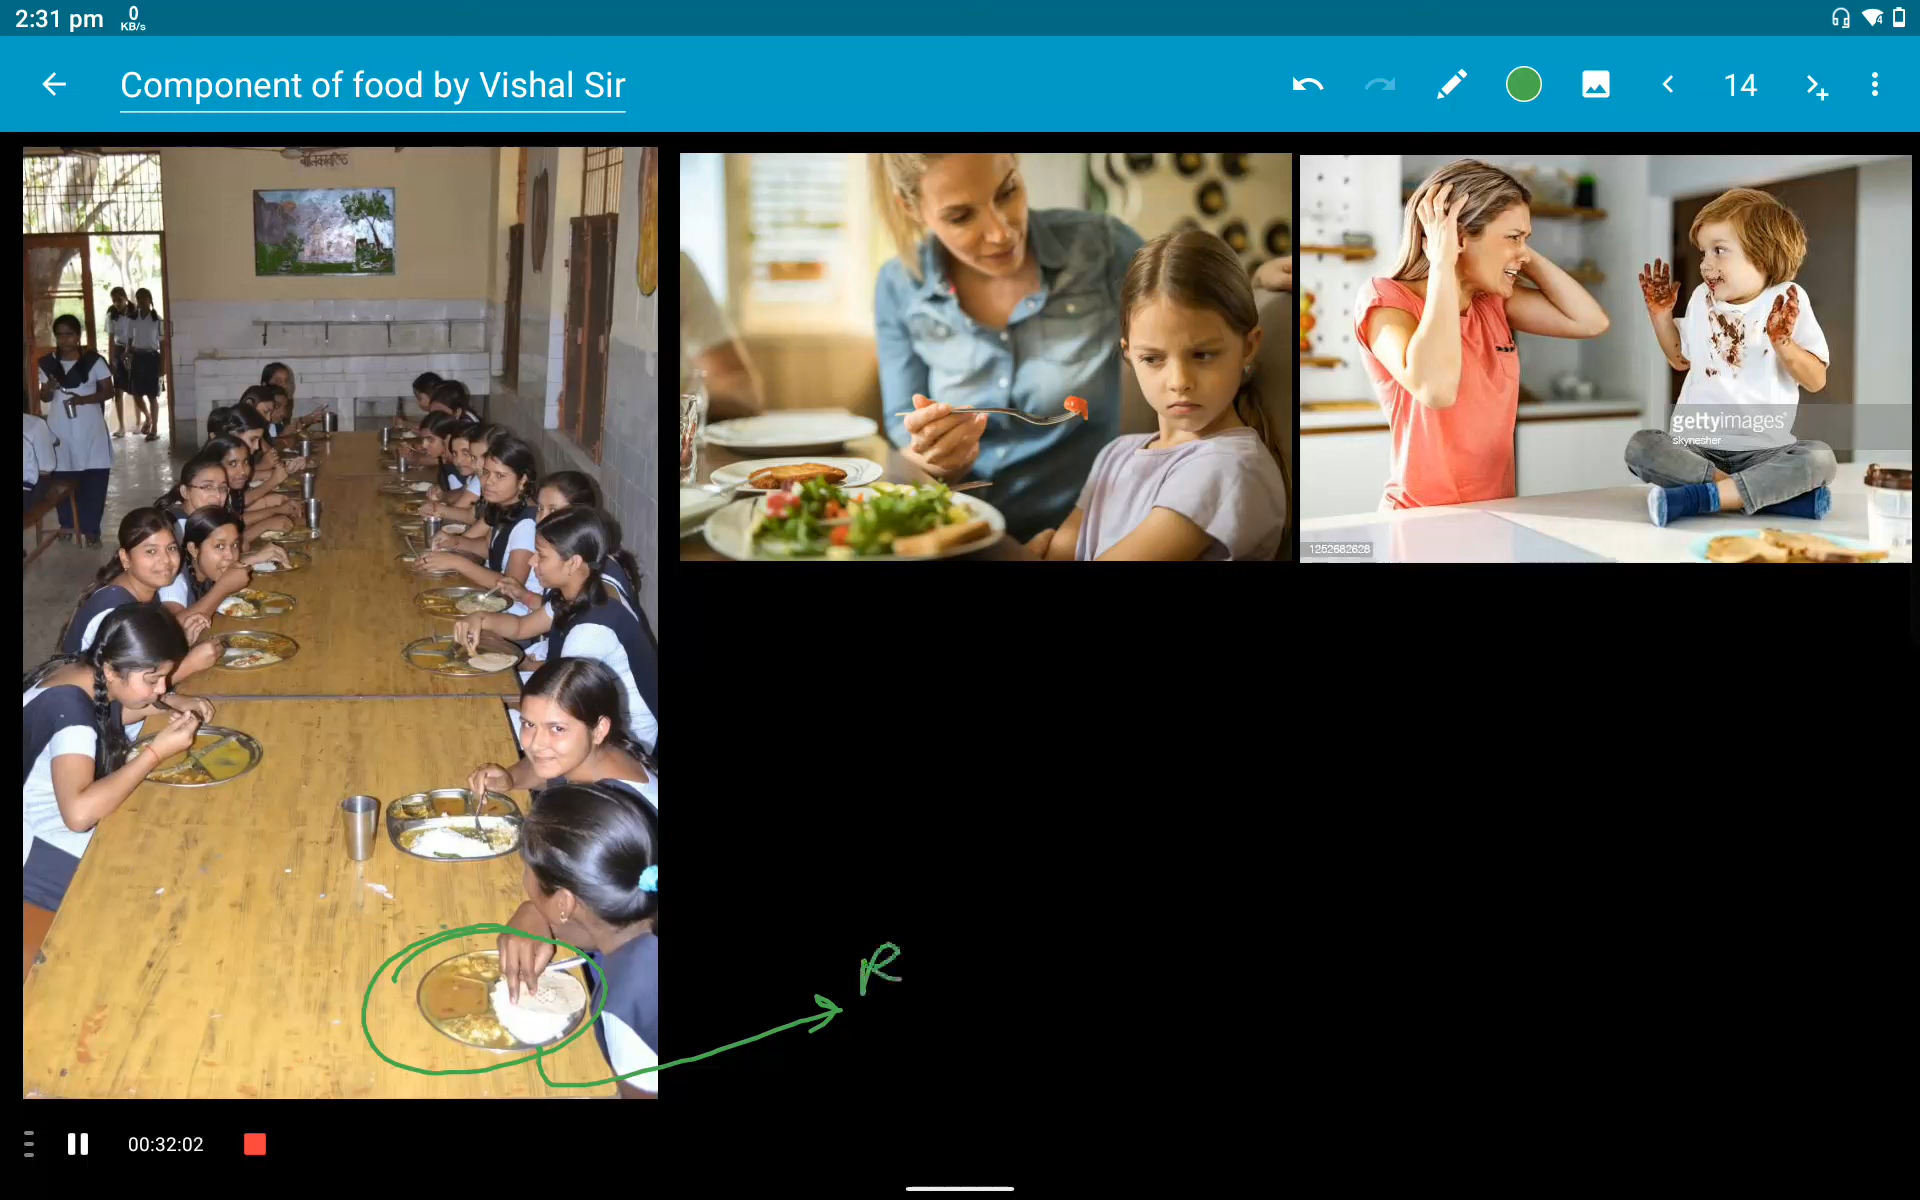 2:31 pm 0 KB/s
Component of food by Vishal Sir
14
gettyimages®
skynesher
1252682628
R
00:32:02